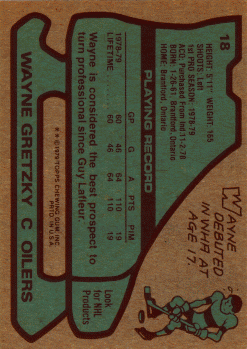 18
HEIGHT: 5'11" WEIGHT: 165
SHOOTS: Left
1st PRO. SEASON: 1978-79
ACQ: Purchased from 11-2-78
BORN: 1-26-61, Brantford, Ontario
HOME: Brantford, Ontario
WAYNE
DEBUTED
IN WHA AT
AGE 17.
PLAYING RECORD
GP G A PTS PIM
1978-79 60 46 64 110 19
LIFETIME 60 46 64 110 19
Wayne is considered the best prospect to
turn professional since Guy Lafleur.
Look
for NHL
Products
© 1979 TOPPS CHEWING GUM, INC.
PRTD. IN U.S.A.
WAYNE GRETZKY C OILERS